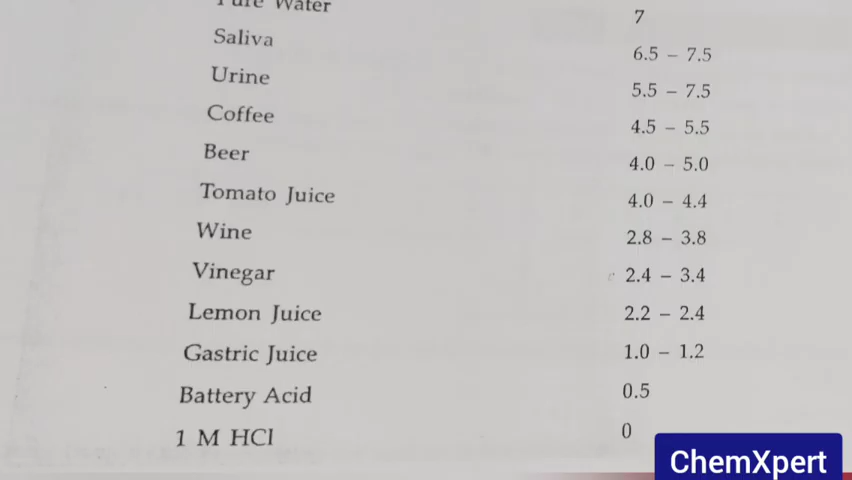 Pure Water 7
Saliva 6.5 – 7.5
Urine 5.5 – 7.5
Coffee 4.5 – 5.5
Beer 4.0 – 5.0
Tomato Juice 4.0 – 4.4
Wine 2.8 – 3.8
Vinegar 2.4 – 3.4
Lemon Juice 2.2 – 2.4
Gastric Juice 1.0 – 1.2
Battery Acid 0.5
1 M HCl 0
ChemXpert